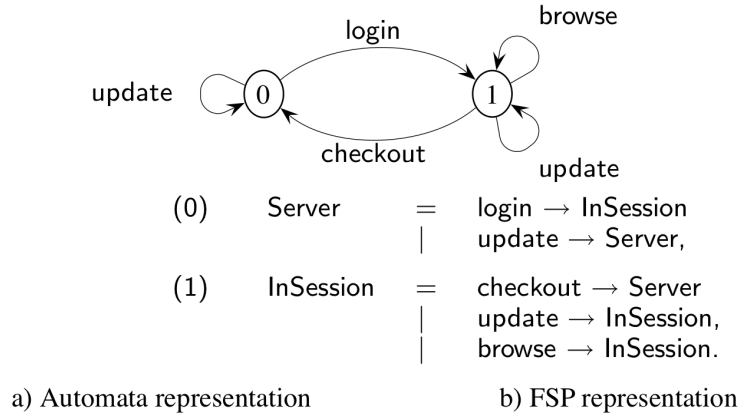 browse
login
update
0
1
checkout
update
(0) Server = login → InSession
| update → Server,
(1) InSession = checkout → Server
| update → InSession,
| browse → InSession.
a) Automata representation b) FSP representation